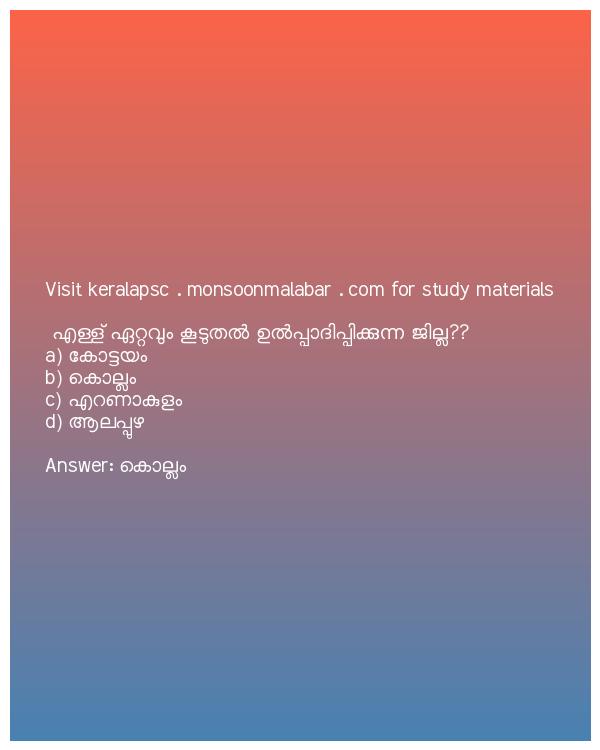 Visit keralapsc . monsoonmalabar . com for study materials
എള്ള് ഏറ്റവും കൂടുതൽ ഉൽപ്പാദിപ്പിക്കുന്ന ജില്ല??
a) കോട്ടയം
b) കൊല്ലം
c) എറണാകുളം
d) ആലപ്പുഴ
Answer: കൊല്ലം